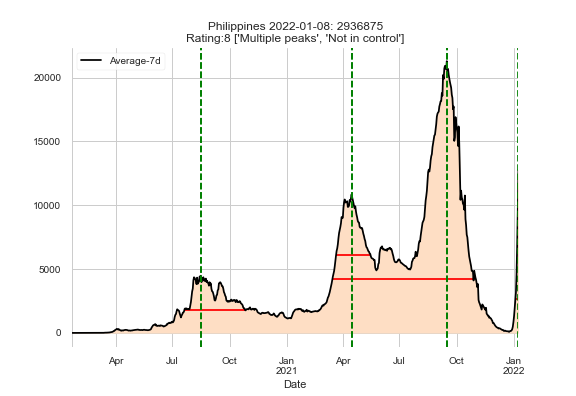 Philippines 2022-01-08: 2936875
Rating:8 ['Multiple peaks', 'Not in control']
Average-7d
20000
15000
10000
5000
0
Apr Jul Oct Jan Apr Jul Oct Jan
2021 2022
Date